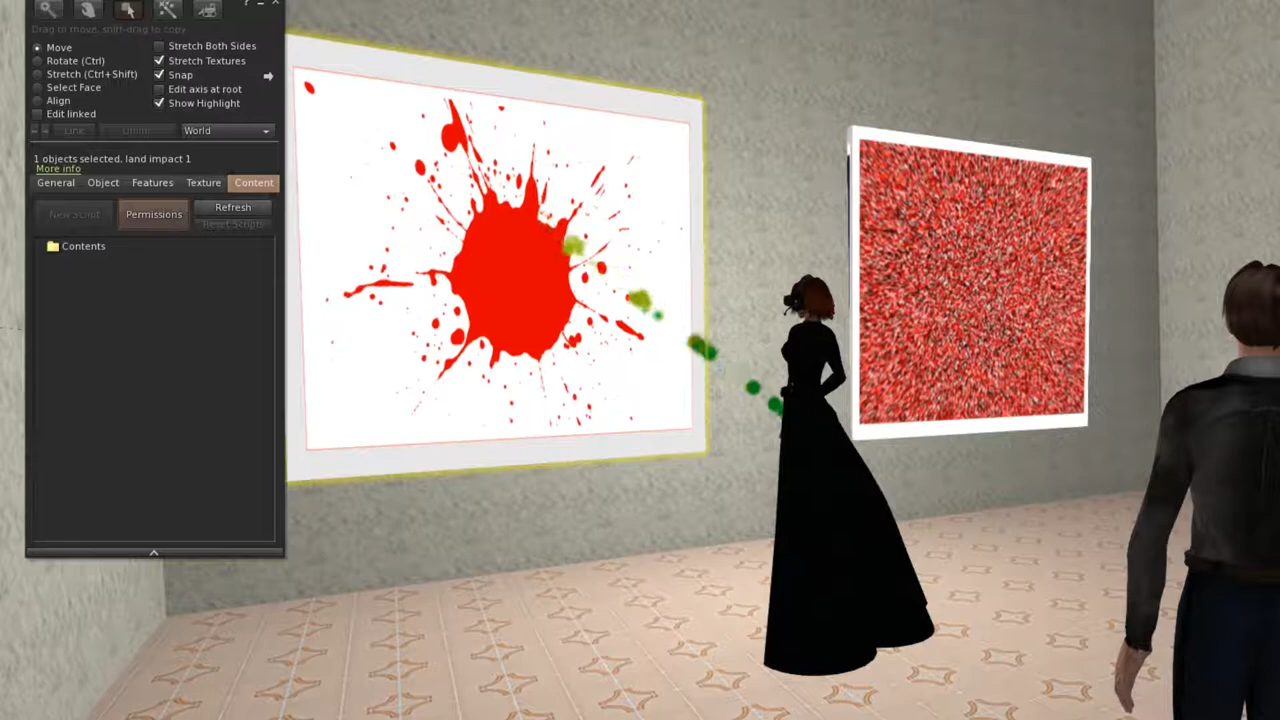 Drag to move, shift-drag to copy
Move
Rotate (Ctrl)
Stretch (Ctrl+Shift)
Select Face
Align
Edit linked
Stretch Both Sides
Stretch Textures
Snap
Edit axis at root
Show Highlight
Link
Unlink
World
1 objects selected, land impact 1
More info
General Object Features Texture Content
New Script Permissions Refresh
Reset Scripts
Contents